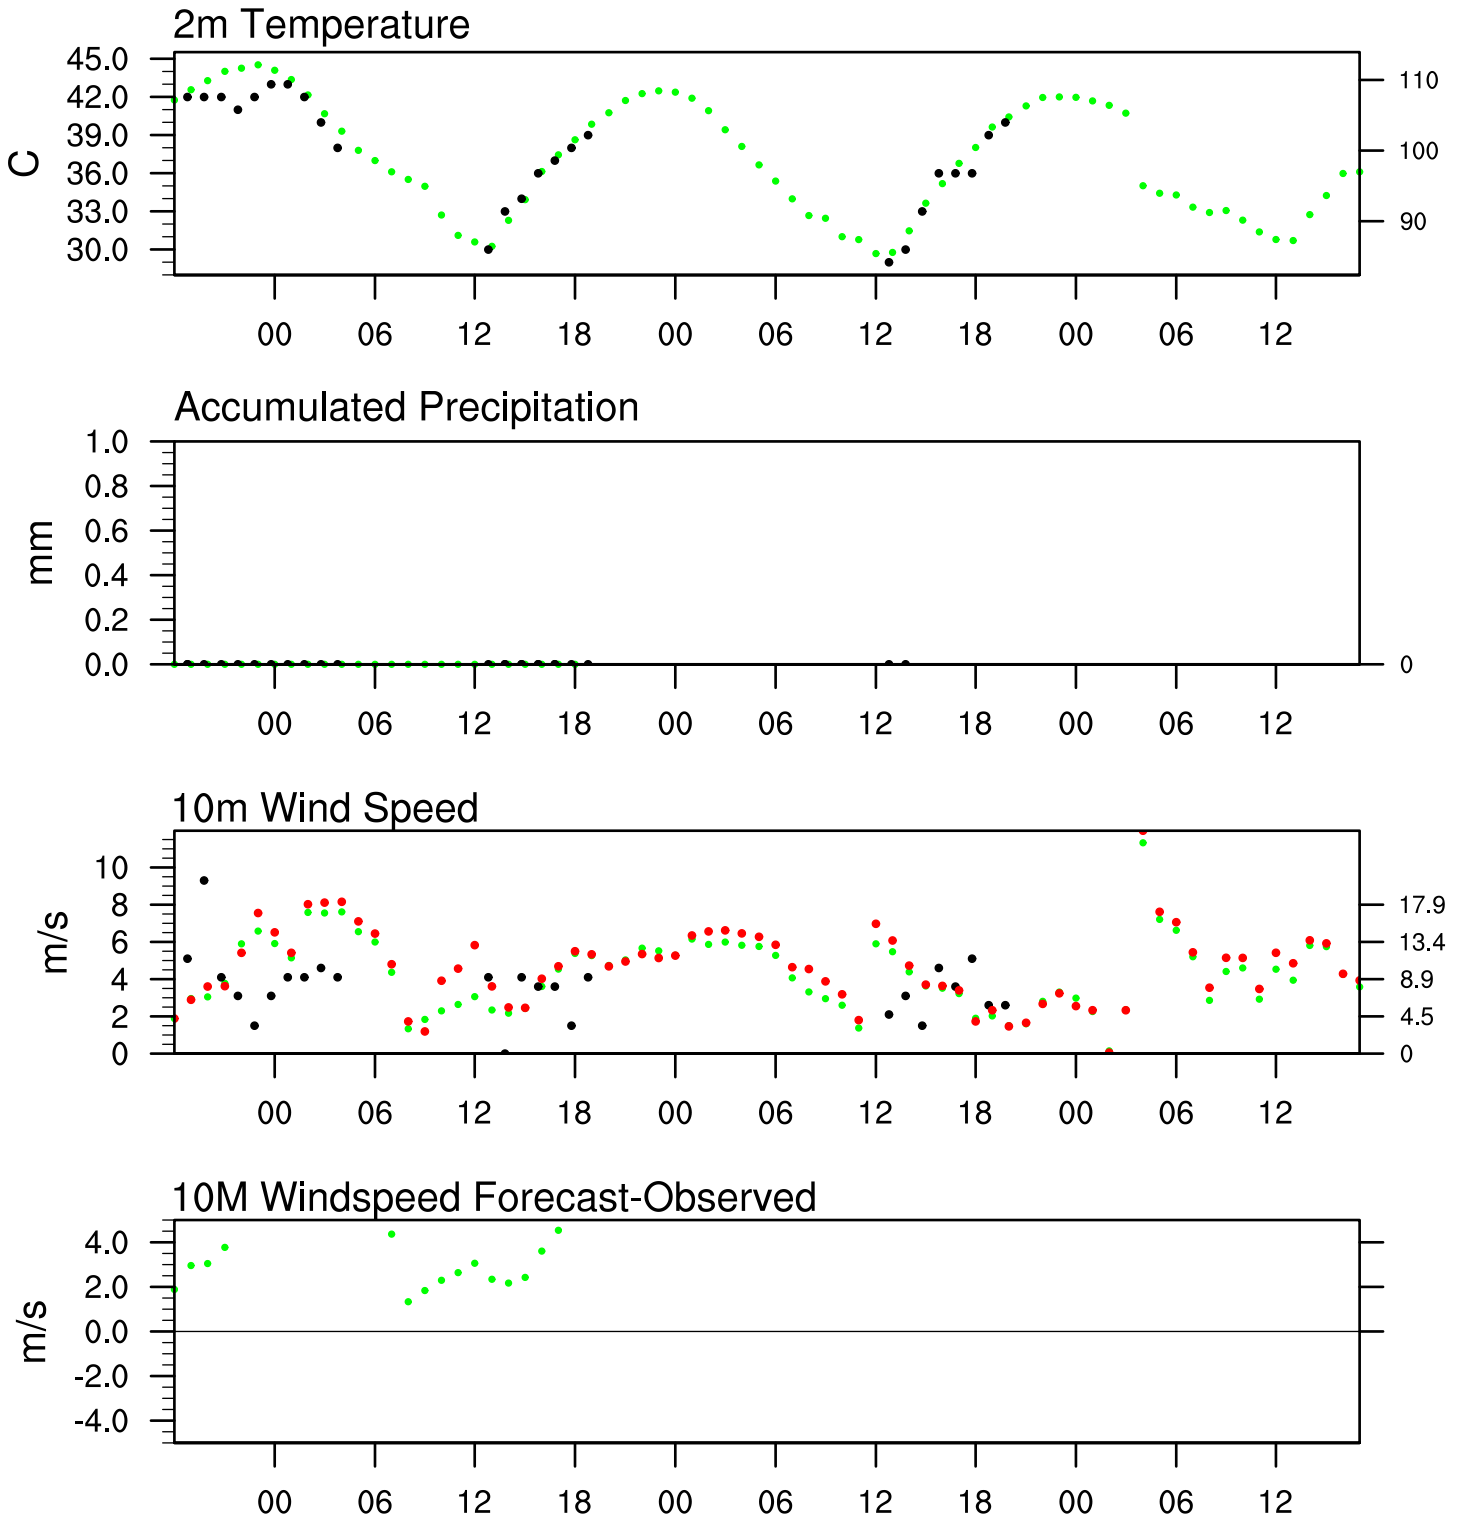 2m Temperature
45.0
42.0
39.0
36.0
33.0
30.0
C
110
100
90
00 06 12 18 00 06 12 18 00 06 12
Accumulated Precipitation
1.0
0.8
0.6
0.4
0.2
0.0
mm
0
00 06 12 18 00 06 12 18 00 06 12
10m Wind Speed
10
8
6
4
2
0
m/s
17.9
13.4
8.9
4.5
0
00 06 12 18 00 06 12 18 00 06 12
10M Windspeed Forecast-Observed
4.0
2.0
0.0
-2.0
-4.0
m/s
00 06 12 18 00 06 12 18 00 06 12